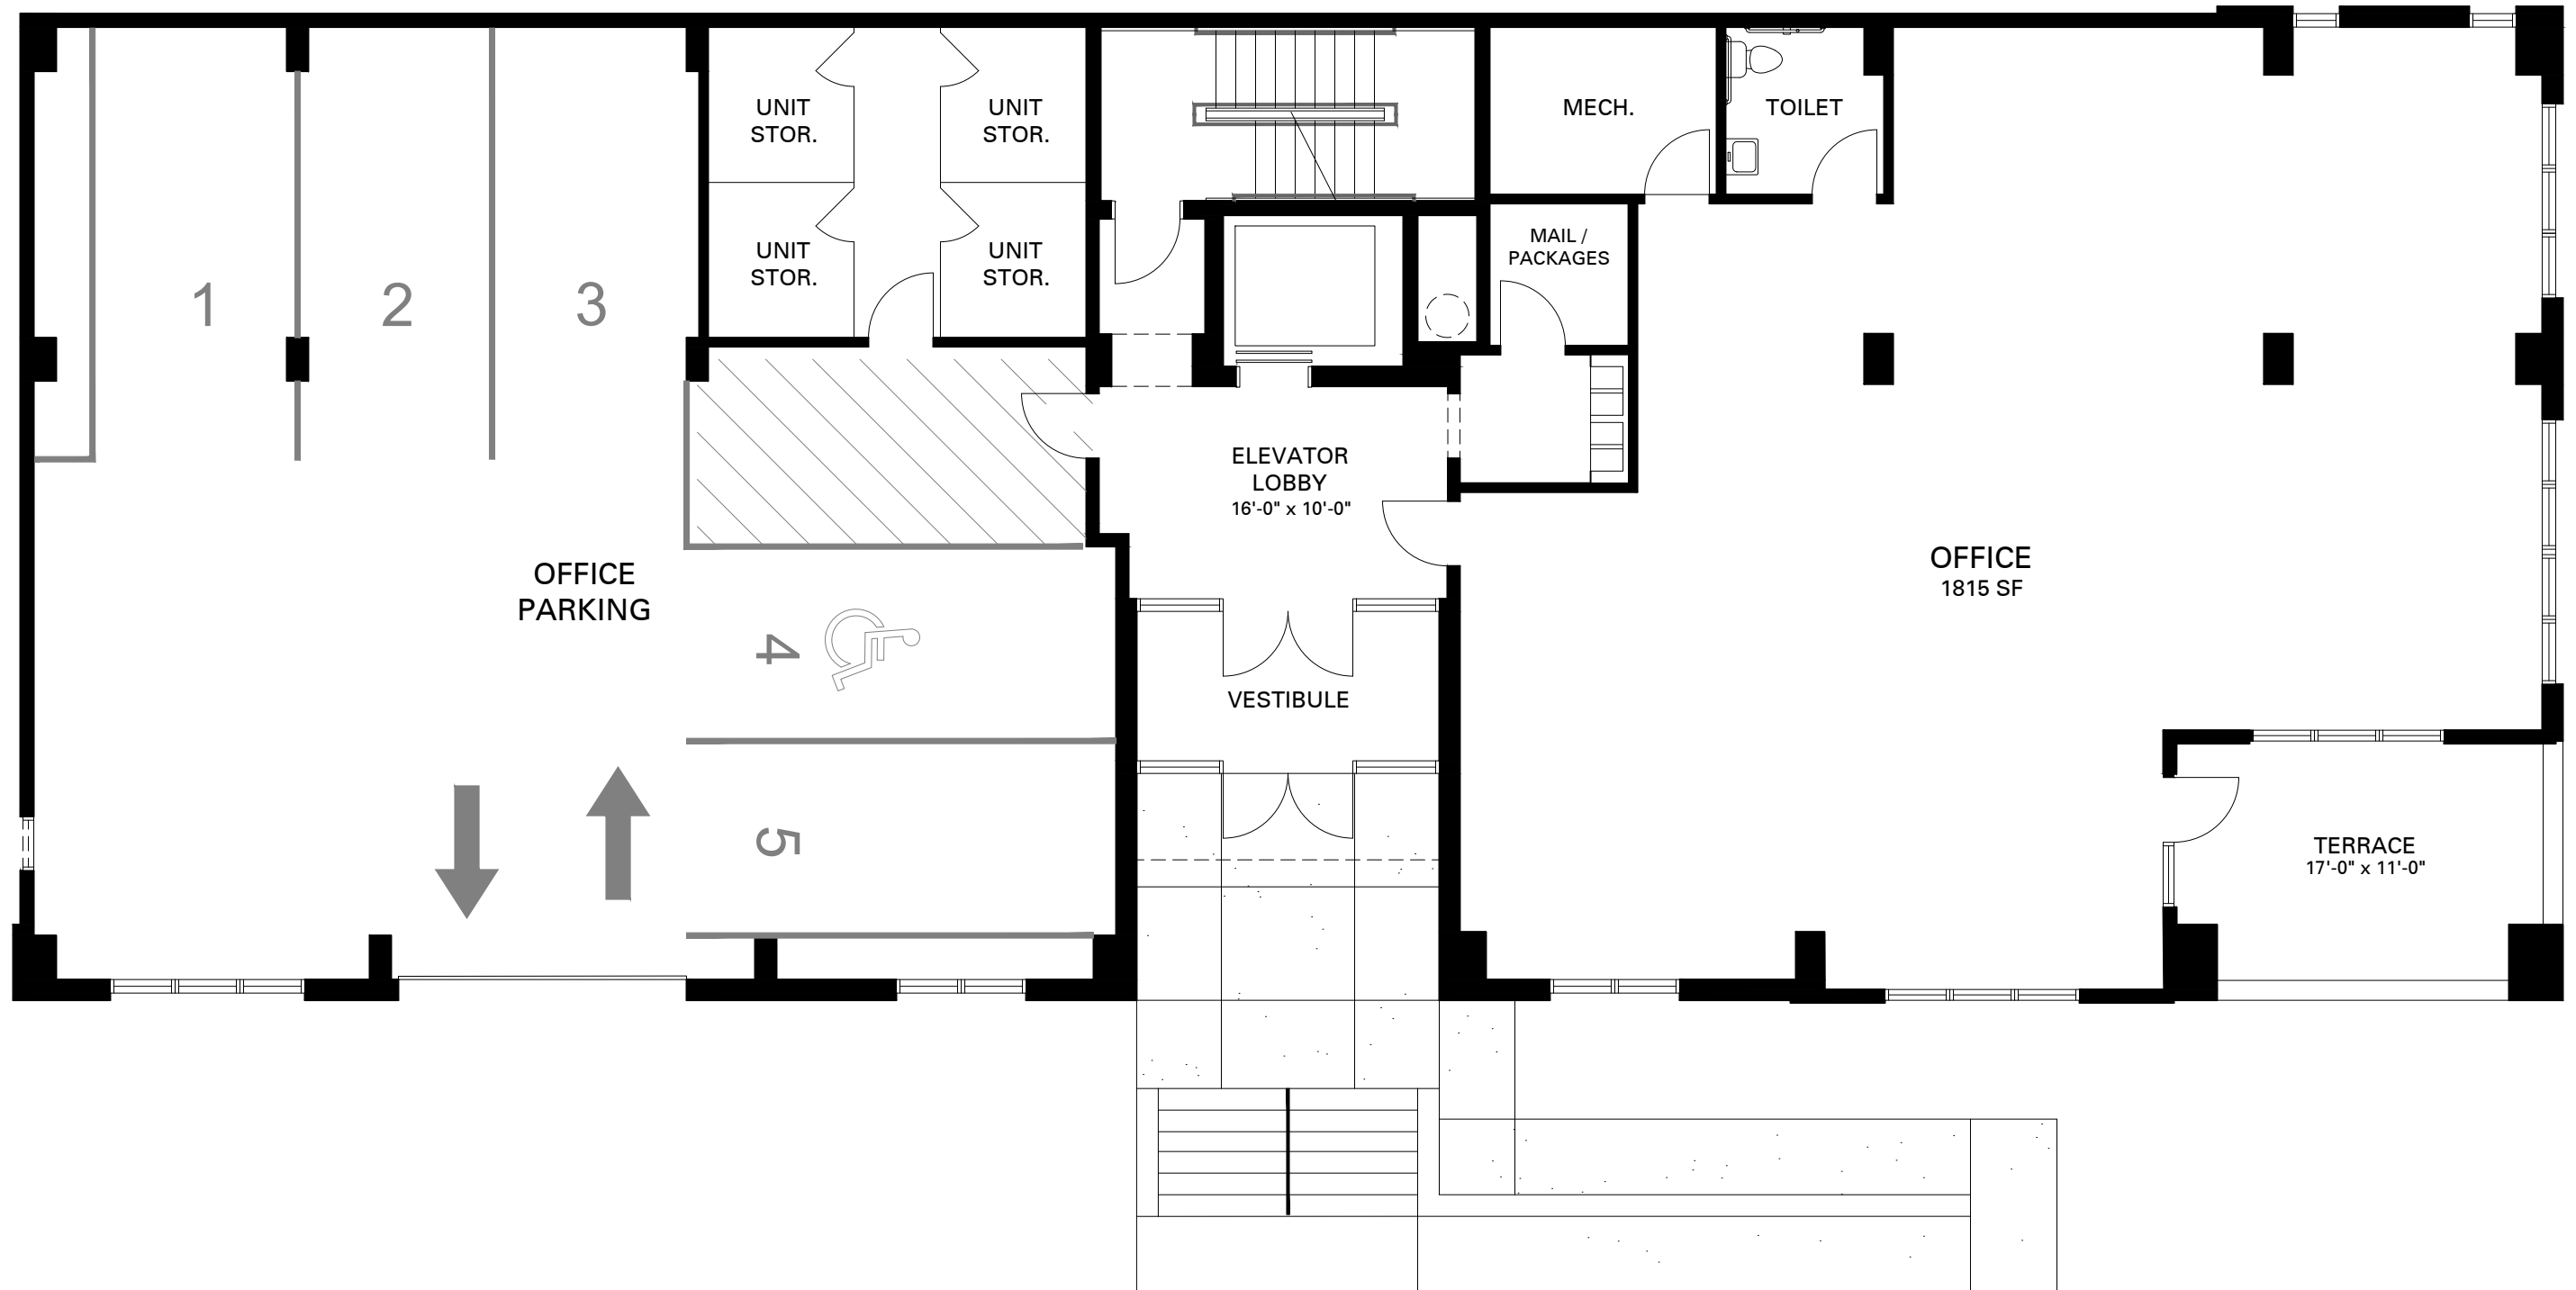 UNIT
STOR.
UNIT
STOR.
MECH.
TOILET
UNIT
STOR.
UNIT
STOR.
MAIL /
PACKAGES
1
2
3
ELEVATOR
LOBBY
16'-0" x 10'-0"
OFFICE
PARKING
OFFICE
1815 SF
4
VESTIBULE
5
TERRACE
17'-0" x 11'-0"